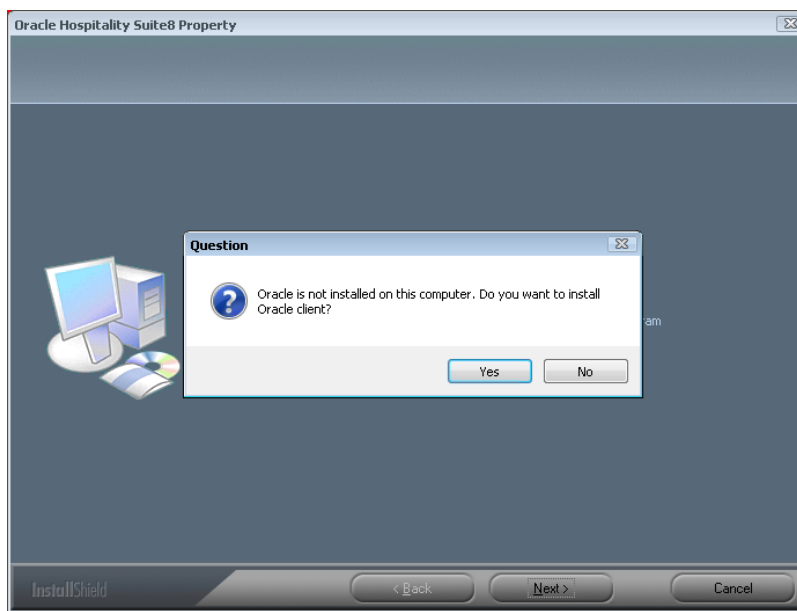 Oracle Hospitality Suite8 Property
Question
Oracle is not installed on this computer. Do you want to install
Oracle client?
ram
Yes
No
InstallShield
< Back
Next >
Cancel